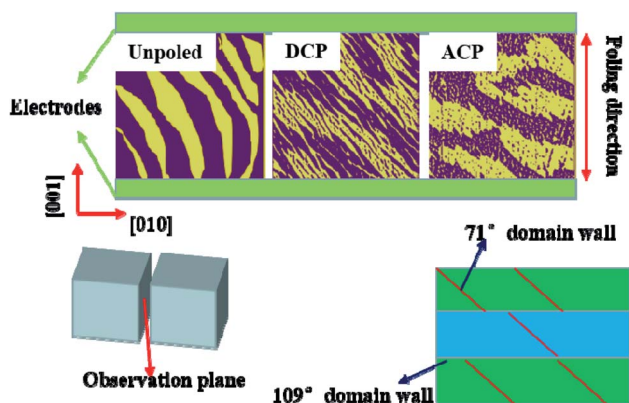 Unpoled
DCP
ACP
Electrodes
Poling direction
[001]
[010]
71° domain wall
Observation plane
109° domain wall